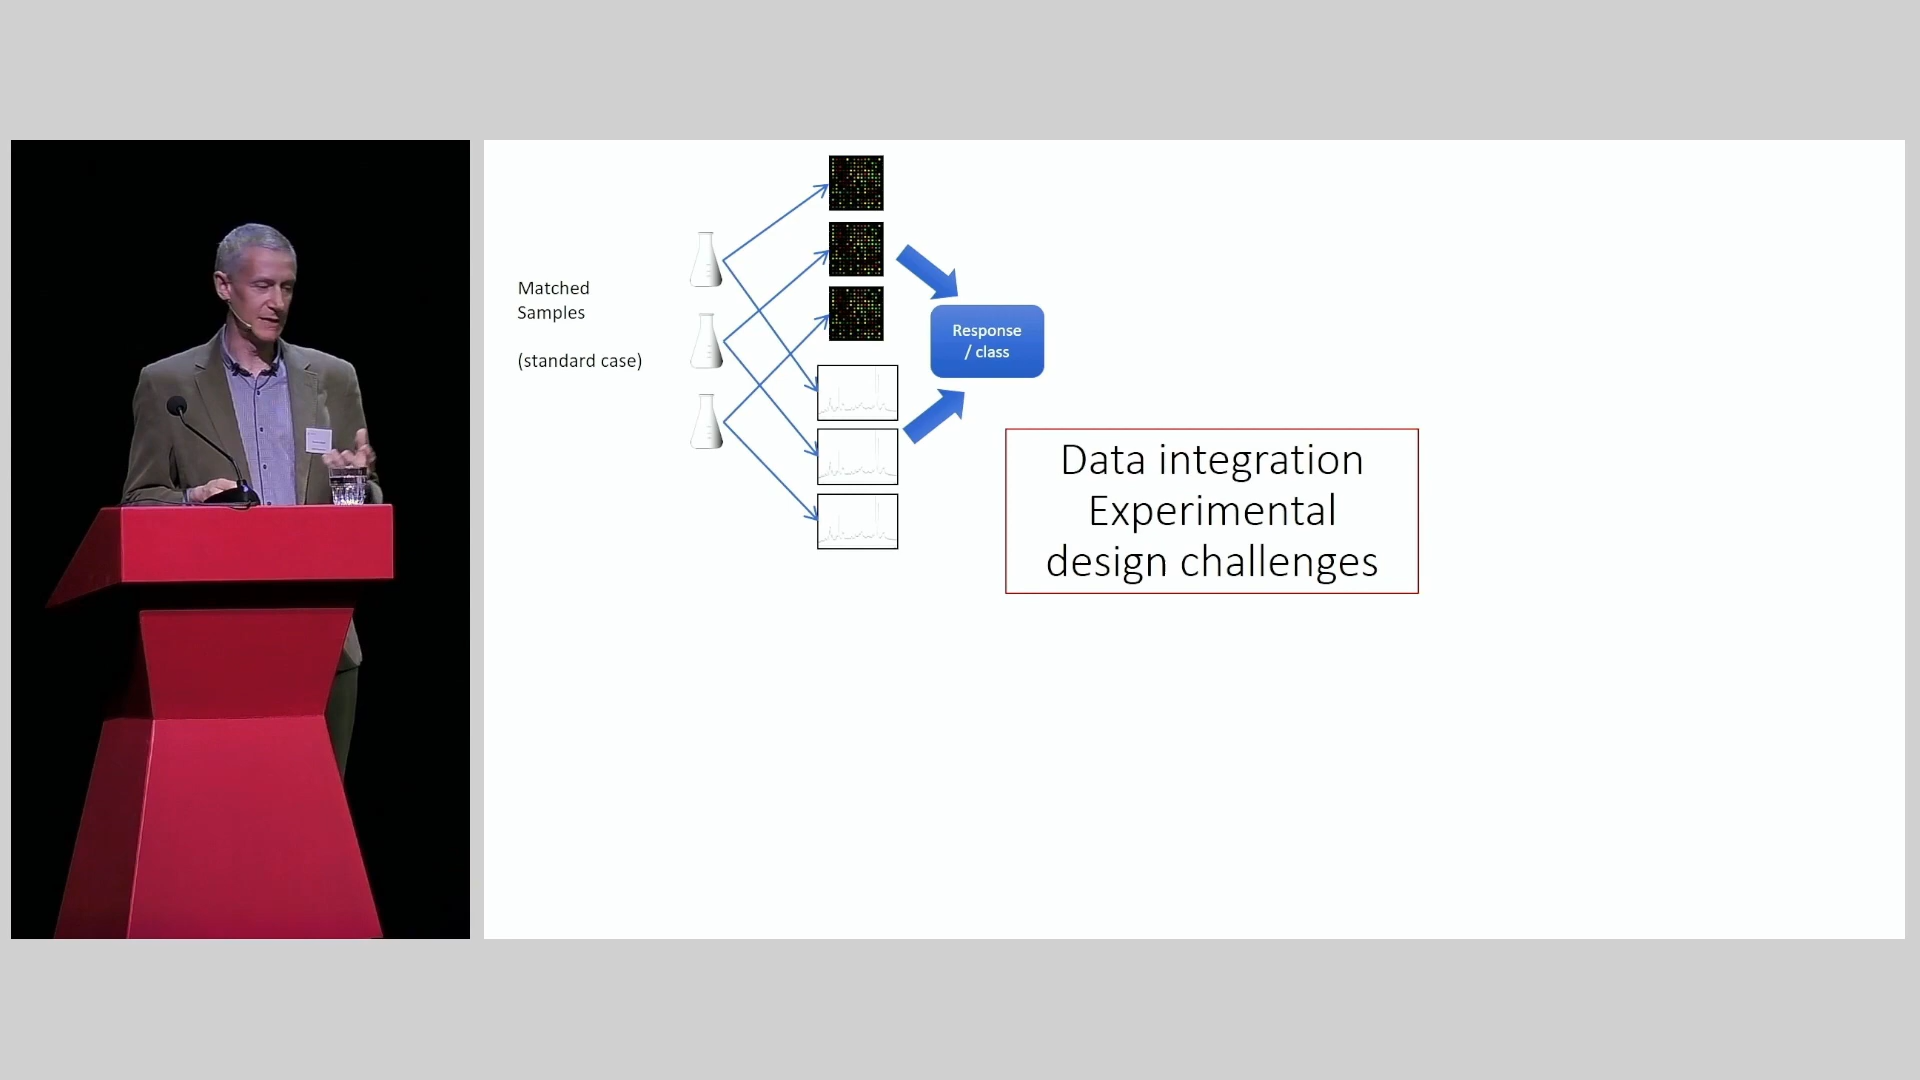 Matched
Samples
(standard case)
Response
/ class
Data integration
Experimental
design challenges